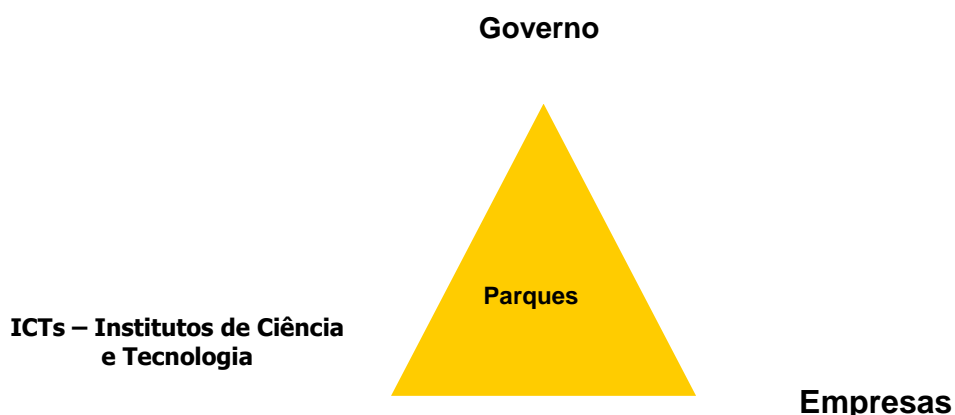 Governo
Parques
ICTs – Institutos de Ciência
e Tecnologia
Empresas